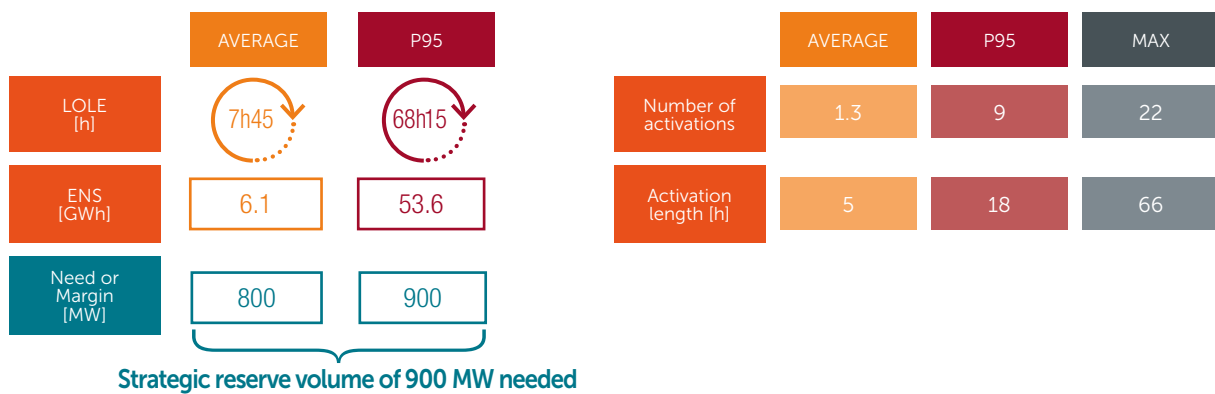 AVERAGE
P95
LOLE
[h]
7h45
68h15
ENS
[GWh]
6.1
53.6
Need or
Margin
[MW]
800
900
Strategic reserve volume of 900 MW needed
AVERAGE
P95
MAX
Number of
activations
1.3
9
22
Activation
length [h]
5
18
66